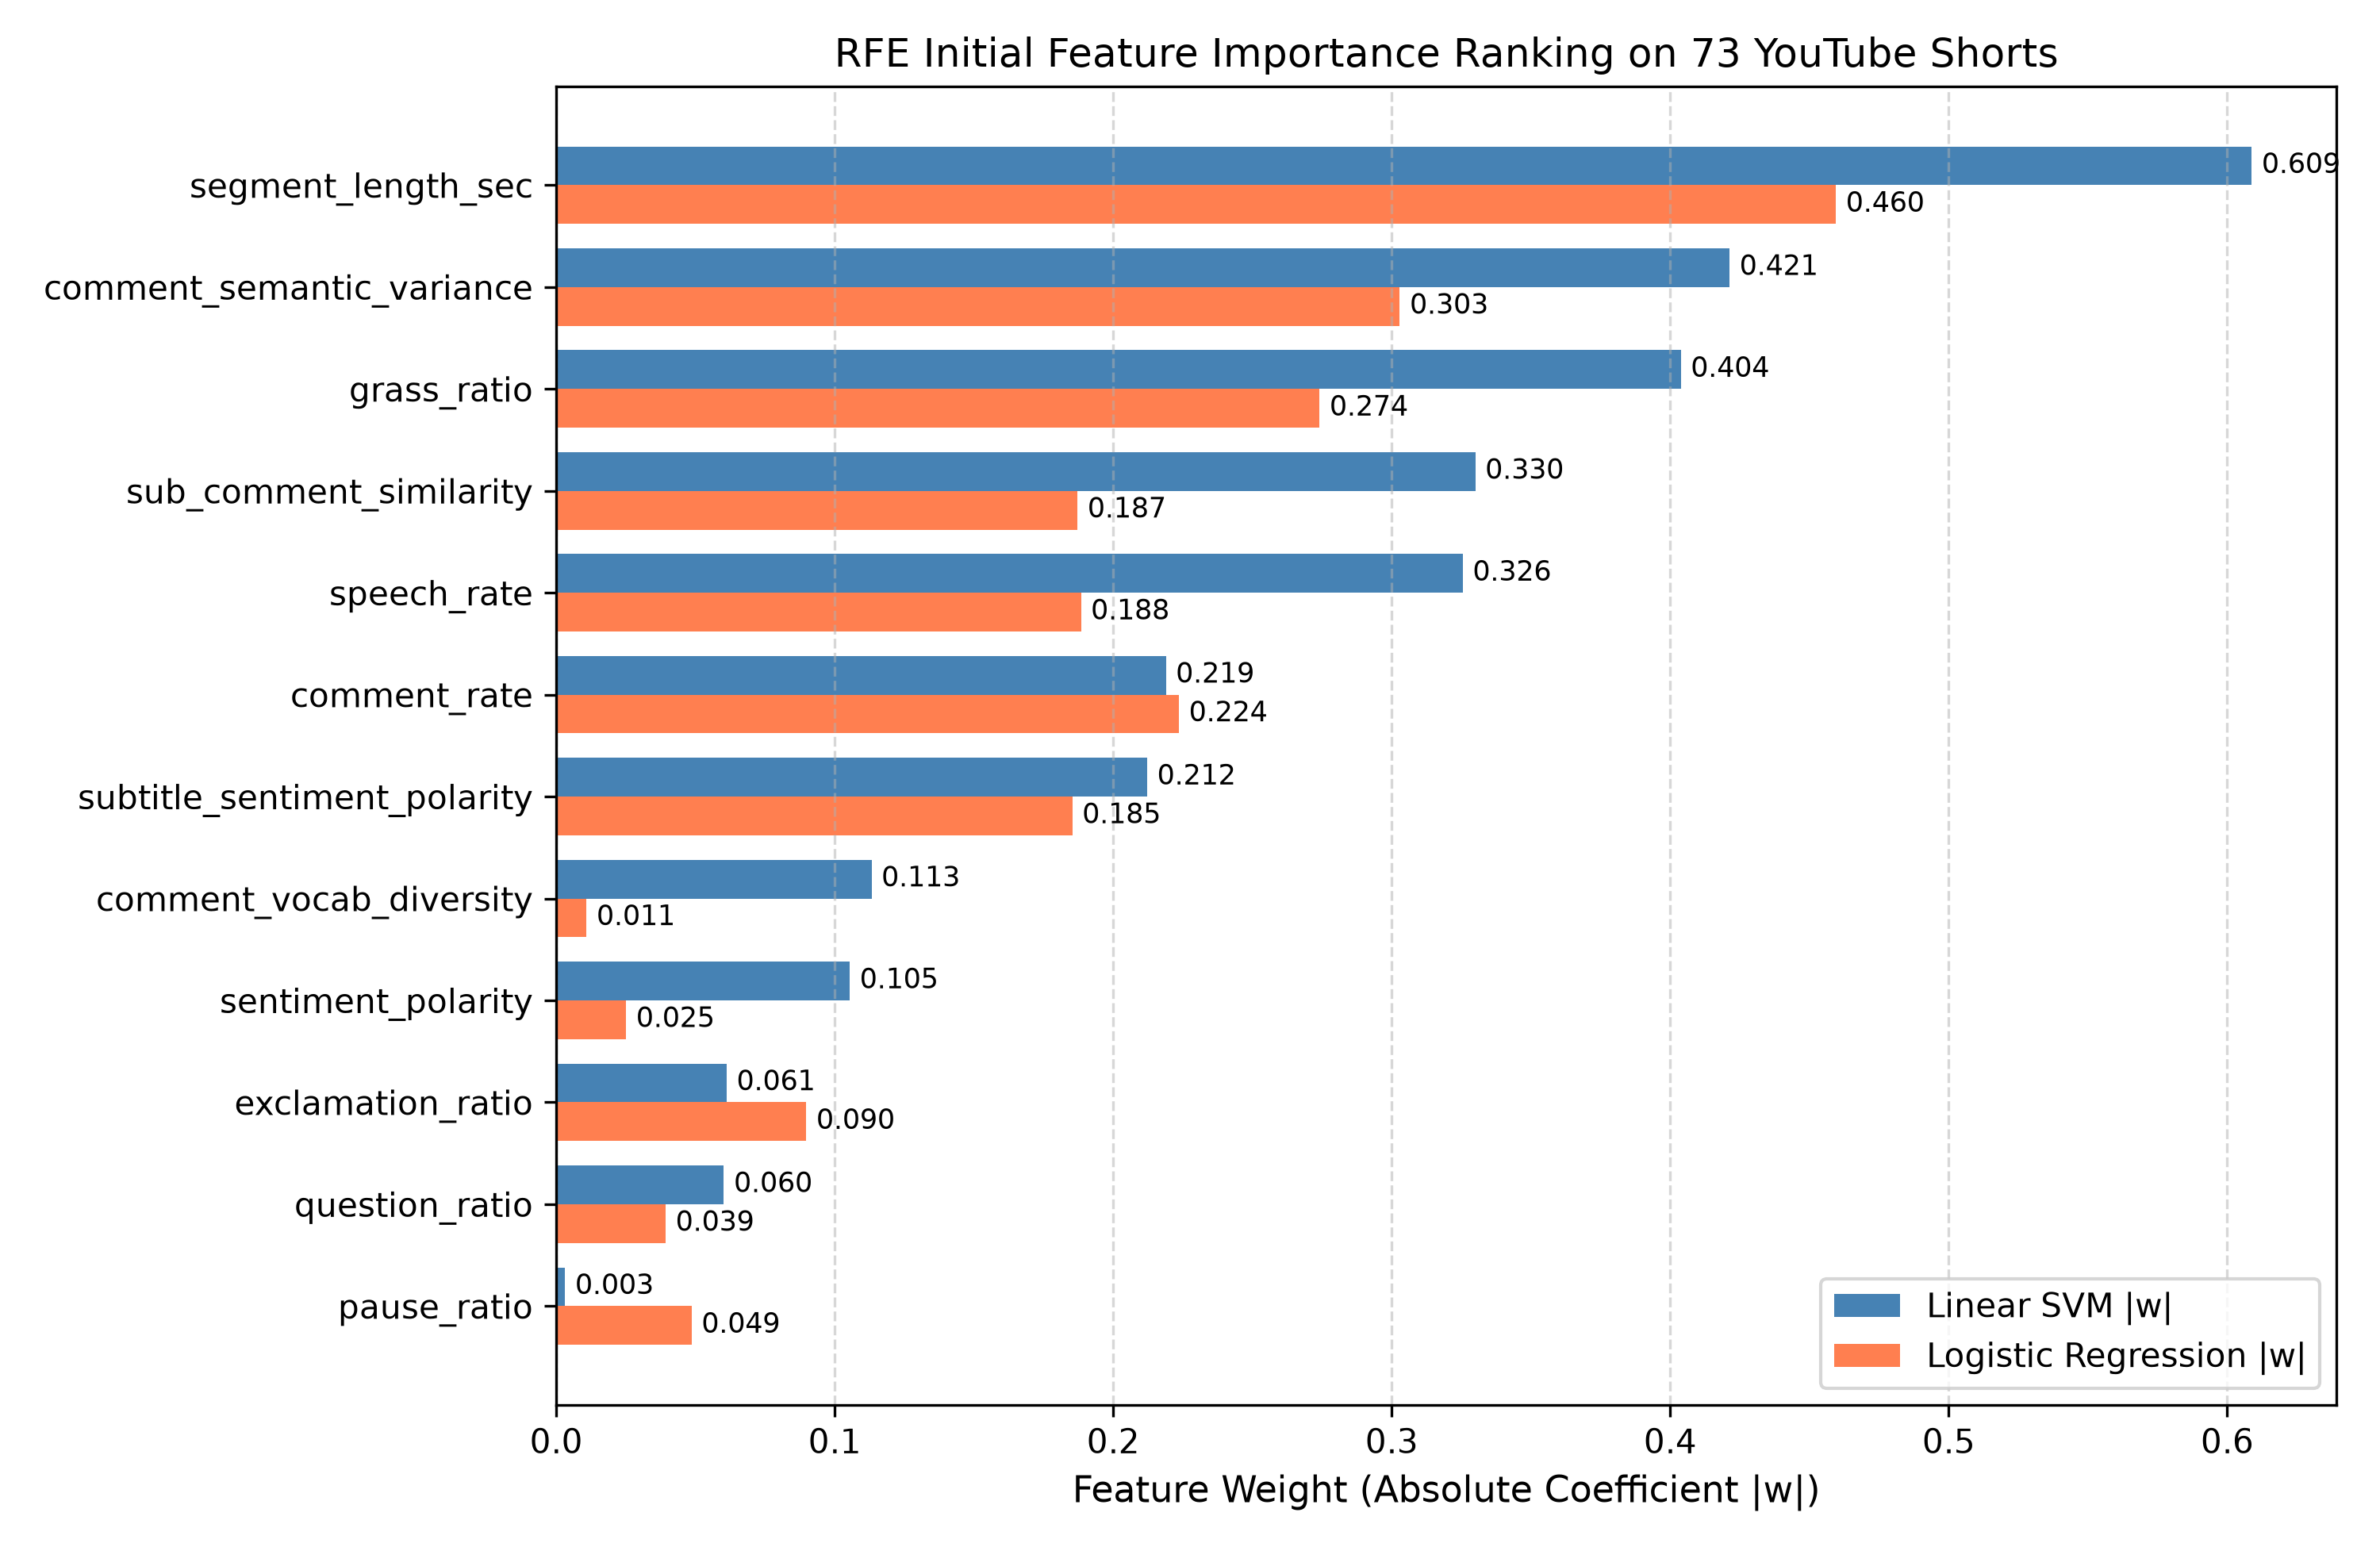 RFE Initial Feature Importance Ranking on 73 YouTube Shorts
segment_length_sec
0.609
0.460
comment_semantic_variance
0.421
0.303
grass_ratio
0.404
0.274
sub_comment_similarity
0.330
0.187
speech_rate
0.326
0.188
comment_rate
0.219
0.224
subtitle_sentiment_polarity
0.212
0.185
comment_vocab_diversity
0.113
0.011
sentiment_polarity
0.105
0.025
exclamation_ratio
0.061
0.090
question_ratio
0.060
0.039
pause_ratio
0.003
0.049
Linear SVM |w|
Logistic Regression |w|
0.0 0.1 0.2 0.3 0.4 0.5 0.6
Feature Weight (Absolute Coefficient |w|)